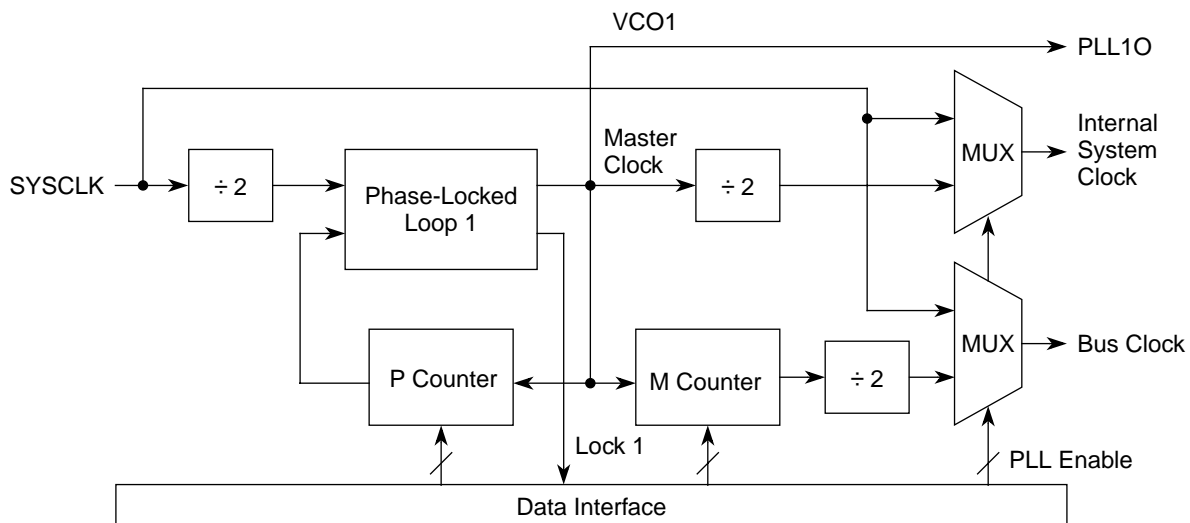 VCO1
PLL1O
SYSCLK
÷ 2
Phase-Locked
Loop 1
Master
Clock
÷ 2
MUX
Internal
System
Clock
P Counter
M Counter
÷ 2
MUX
Bus Clock
Lock 1
PLL Enable
Data Interface